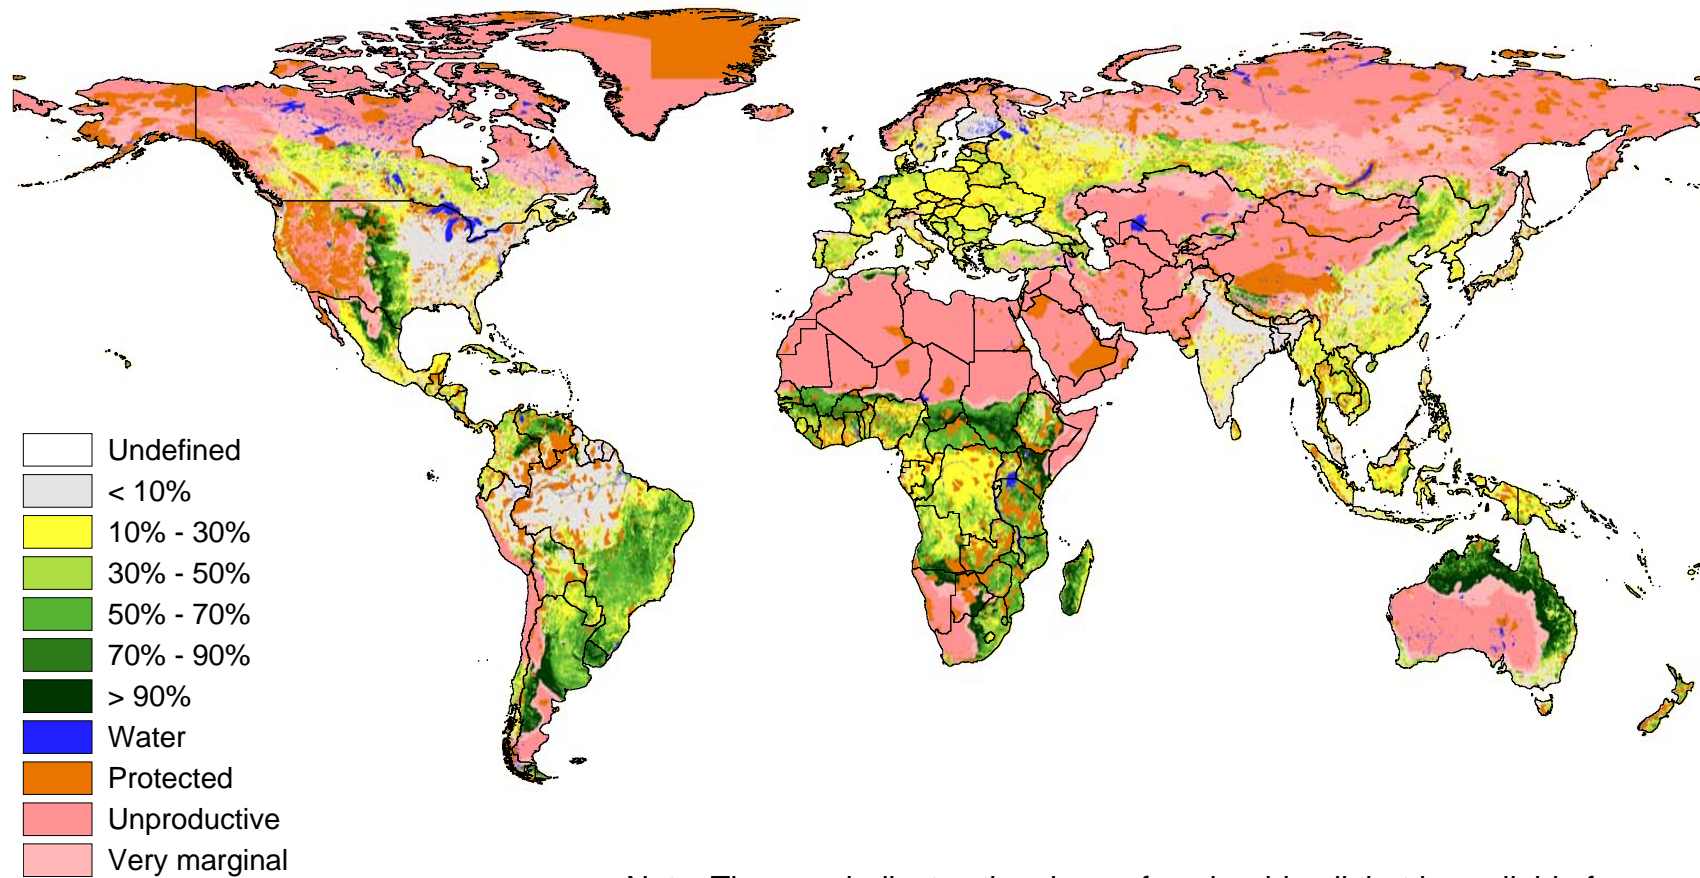 Undefined
< 10%
10% - 30%
30% - 50%
50% - 70%
70% - 90%
> 90%
Water
Protected
Unproductive
Very marginal